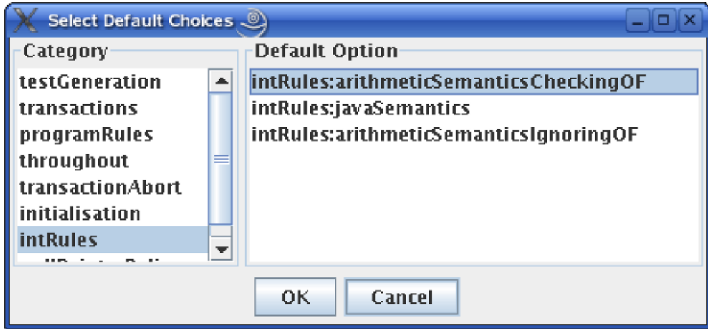 Select Default Choices
Category
Default Option
testGeneration
transactions
programRules
throughout
transactionAbort
initialisation
intRules
intRules:arithmeticSemanticsCheckingOF
intRules:javaSemantics
intRules:arithmeticSemanticsIgnoringOF
OK
Cancel